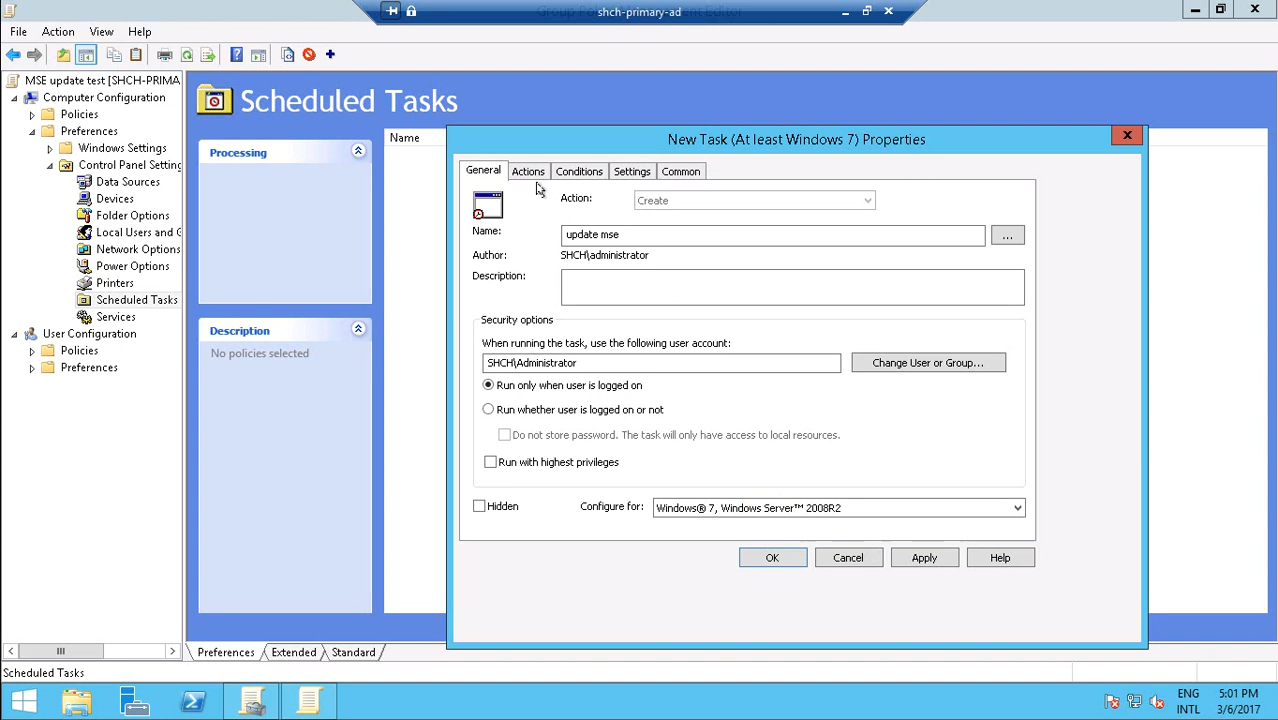 shch-primary-ad
File Action View Help
MSE update test [SHCH-PRIMA
Computer Configuration
Policies
Preferences
Windows Settings
Control Panel Setting
Data Sources
Devices
Folder Options
Local Users and G
Network Options
Power Options
Printers
Scheduled Tasks
Services
User Configuration
Policies
Preferences
Scheduled Tasks
Processing
Description
No policies selected
Name
New Task (At least Windows 7) Properties
General Actions Conditions Settings Common
Action: Create
Name: update mse ...
Author: SHCH\administrator
Description:
Security options
When running the task, use the following user account:
SHCH\Administrator Change User or Group...
Run only when user is logged on
Run whether user is logged on or not
Do not store password. The task will only have access to local resources.
Run with highest privileges
Hidden Configure for: Windows® 7, Windows Server™ 2008R2
OK Cancel Apply Help
Preferences Extended Standard
Scheduled Tasks
ENG 5:01 PM
INTL 3/6/2017